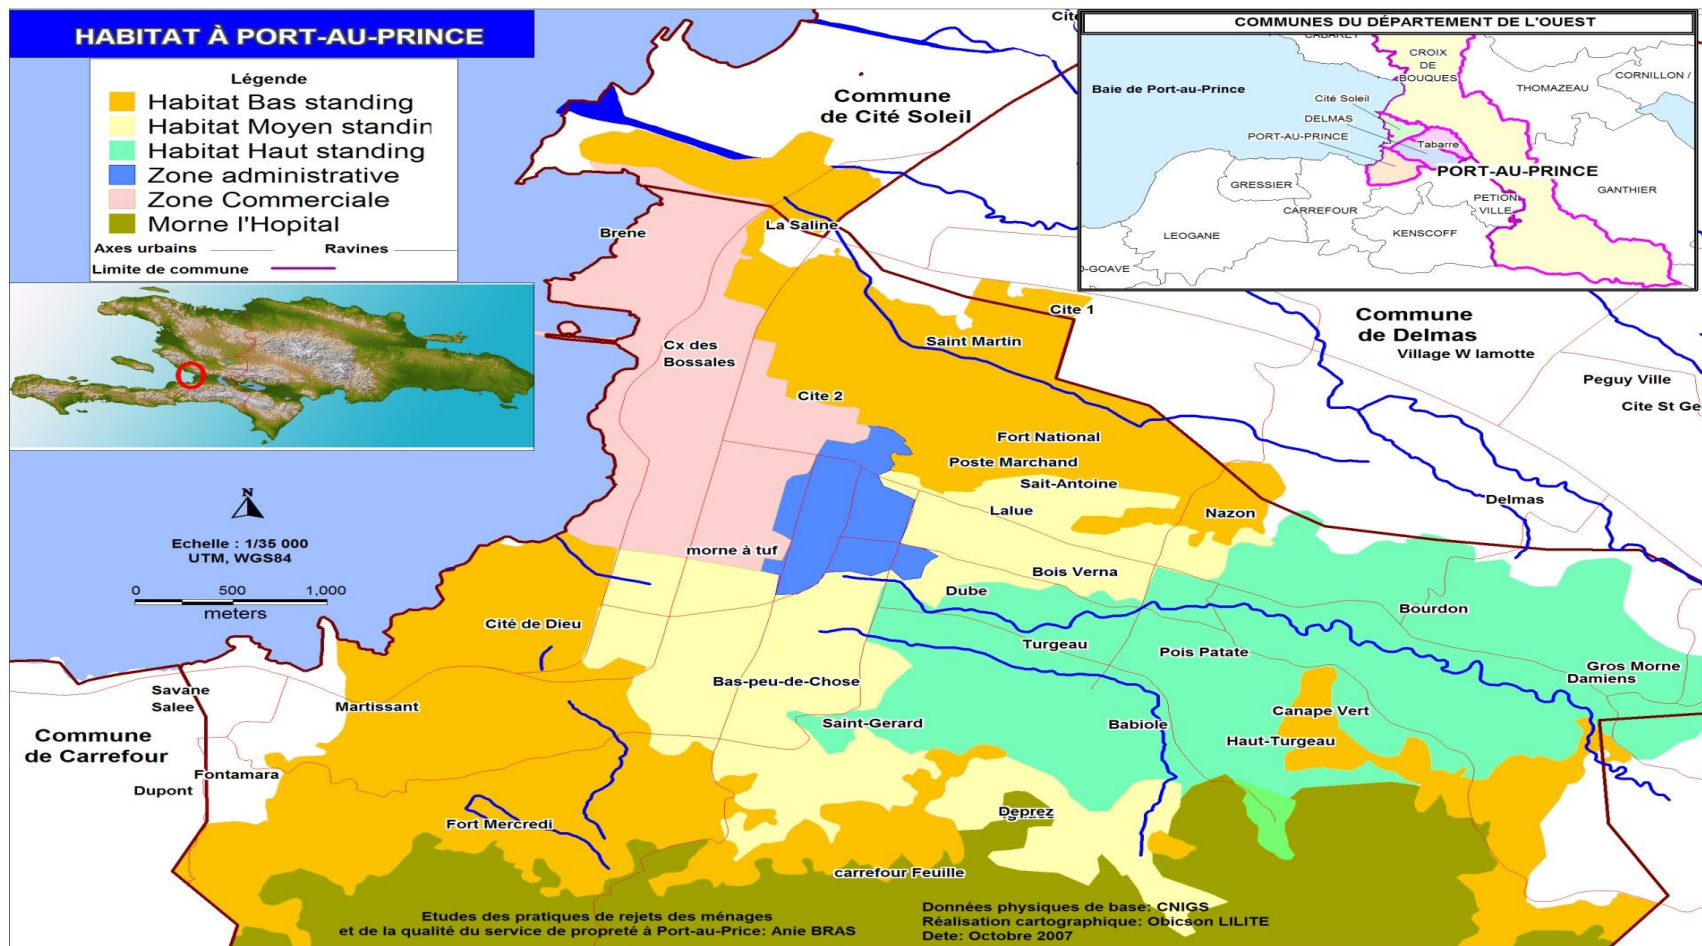 HABITAT À PORT-AU-PRINCE
Légende
Habitat Bas standing
Habitat Moyen standin
Habitat Haut standing
Zone administrative
Zone Commerciale
Morne l'Hopital
Axes urbains
Ravines
Limite de commune
N
Echelle : 1/35 000
UTM, WGS84
0 500 1,000
meters
COMMUNES DU DÉPARTEMENT DE L'OUEST
CABARET
CROIX
DE
BOUQUES
THOMAZEAU
CORNILLON /
Baie de Port-au-Prince
Cité Soleil
DELMAS
PORT-AU-PRINCE
Tabarre
PORT-AU-PRINCE
GRESSIER
GANTHIER
PETION
VILLE
CARREFOUR
KENSCOFF
LEOGANE
D-GOAVE
Cité
Commune
de Cité Soleil
Brene
La Saline
Cite 1
Saint Martin
Commune
de Delmas
Village W lamotte
Cx des
Bossales
Peguy Ville
Cite St Ge
Cite 2
Fort National
Poste Marchand
Sait-Antoine
Lalue
Nazon
Delmas
morne à tuf
Bois Verna
Dube
Bourdon
Cité de Dieu
Turgeau
Pois Patate
Gros Morne
Damiens
Bas-peu-de-Chose
Savane
Salee
Martissant
Saint-Gerard
Babiole
Canape Vert
Haut-Turgeau
Commune
de Carrefour
Fontamara
Dupont
Fort Mercredi
Deprez
carrefour Feuille
Etudes des pratiques de rejets des ménages
et de la qualité du service de propreté à Port-au-Price: Anie BRAS
Données physiques de base: CNIGS
Réalisation cartographique: Obicson LILITE
Dete: Octobre 2007